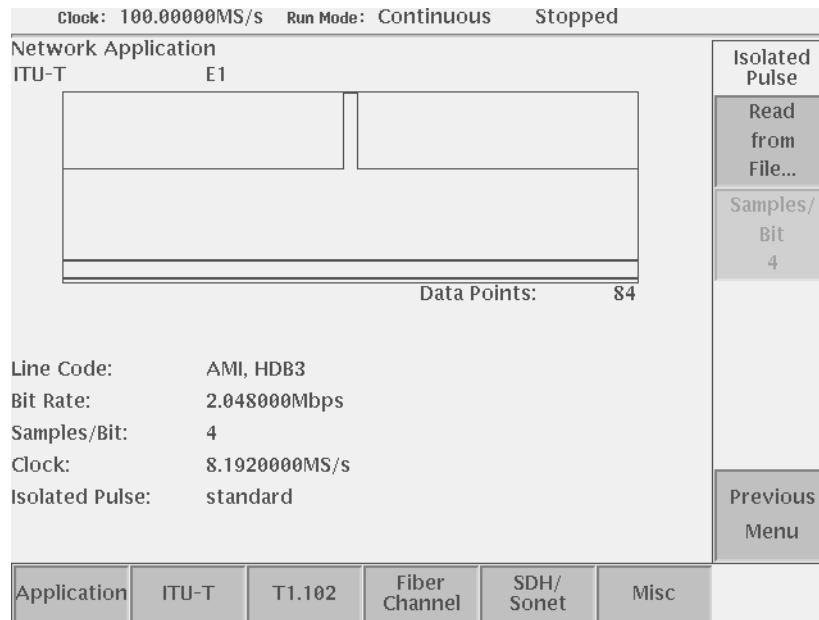 Clock: 100.00000MS/s Run Mode: Continuous Stopped
Network Application
ITU-T E1
Data Points: 84
Line Code: AMI, HDB3
Bit Rate: 2.048000Mbps
Samples/Bit: 4
Clock: 8.1920000MS/s
Isolated Pulse: standard
Isolated
Pulse
Read
from
File...
Samples/
Bit
4
Previous
Menu
Application
ITU-T
T1.102
Fiber
Channel
SDH/
Sonet
Misc